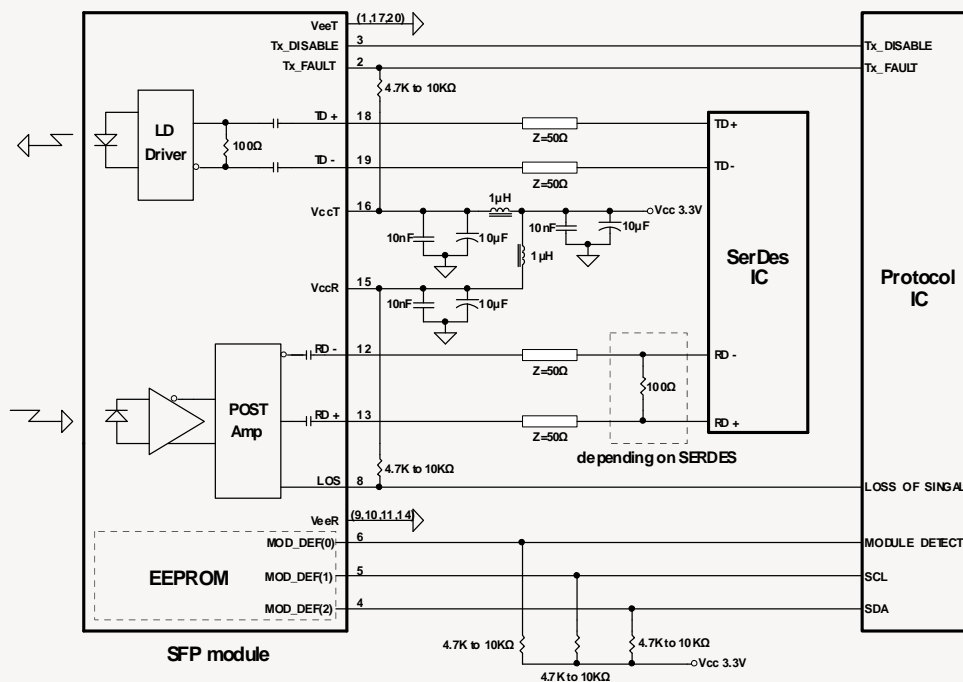 VeeT (1,17,20)
Tx_DISABLE 3 Tx_DISABLE
Tx_FAULT 2 Tx_FAULT
4.7K to 10KΩ
LD
Driver
100Ω
TD+ 18 TD+
Z=50Ω
TD- 19 TD-
Z=50Ω
1µH
VccT 16 Vcc 3.3V
10nF 10µF 10nF 10µF
1µH
SerDes
IC
Protocol
IC
VccR 15
10nF 10µF
RD- 12 RD-
Z=50Ω
100Ω
POST
Amp
RD+ 13 RD+
Z=50Ω
depending on SERDES
4.7K to 10KΩ
LOS 8 LOSS OF SINGAL
VeeR (9,10,11,14)
MOD_DEF(0) 6 MODULE DETECT
EEPROM
MOD_DEF(1) 5 SCL
MOD_DEF(2) 4 SDA
4.7K to 10KΩ 4.7K to 10KΩ
SFP module
Vcc 3.3V
4.7K to 10KΩ